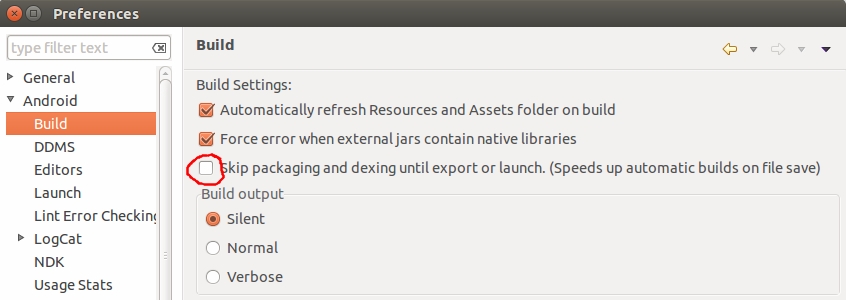 Preferences
type filter text
General
Android
Build
DDMS
Editors
Launch
Lint Error Checking
LogCat
NDK
Usage Stats
Build
Build Settings:
Automatically refresh Resources and Assets folder on build
Force error when external jars contain native libraries
Skip packaging and dexing until export or launch. (Speeds up automatic builds on file save)
Build output
Silent
Normal
Verbose